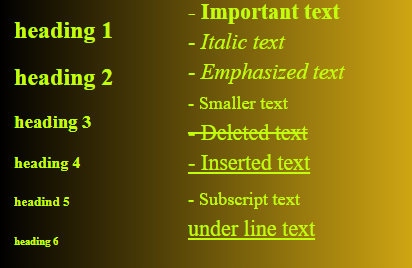 heading 1
heading 2
heading 3
heading 4
headind 5
heading 6
- Important text
- Italic text
- Emphasized text
- Smaller text
- Deleted text
- Inserted text
- Subscript text
under line text